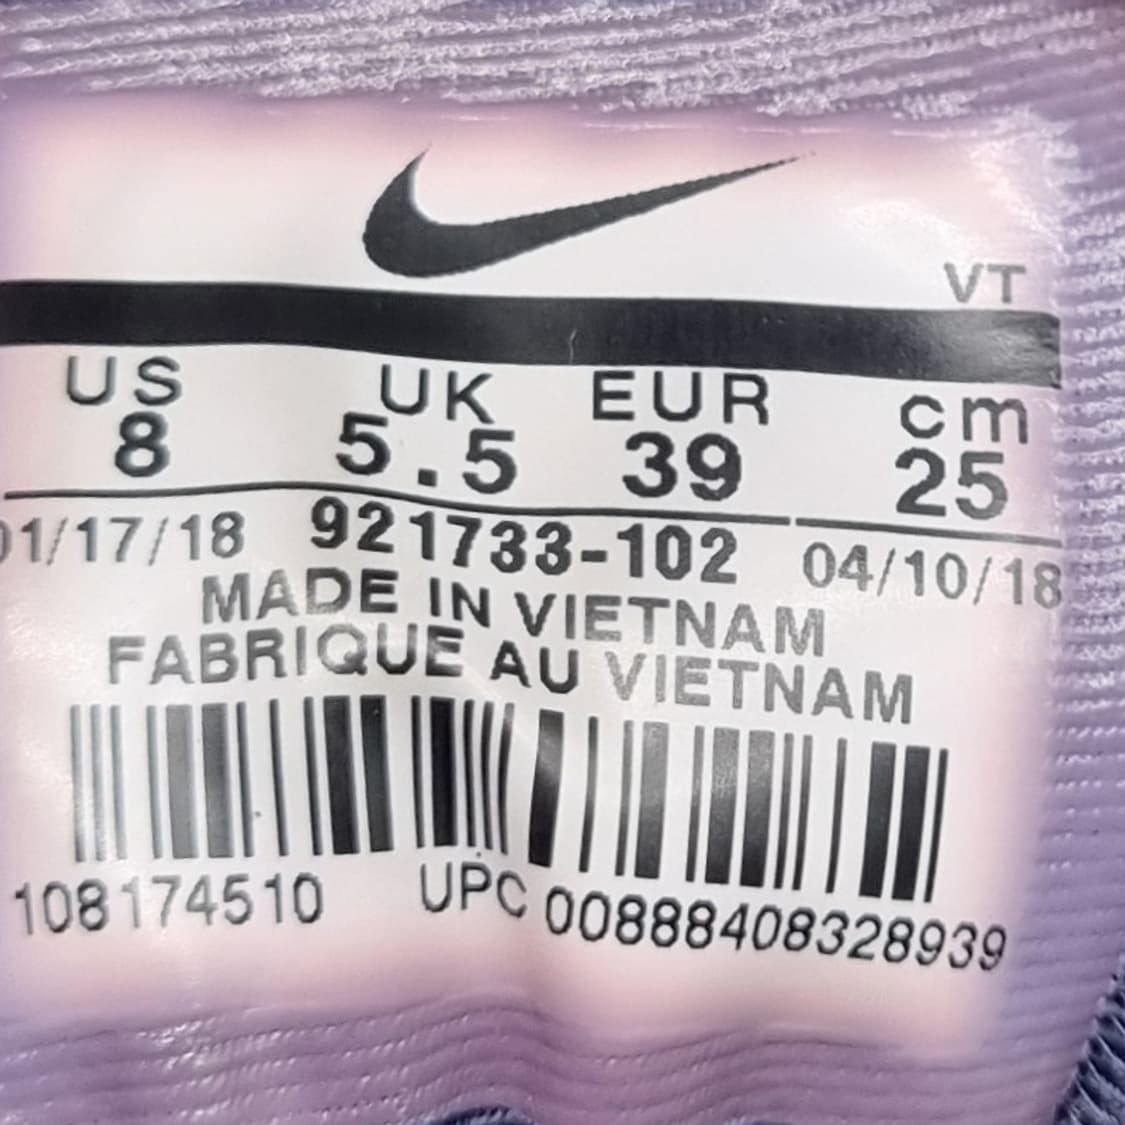 VT
US UK EUR cm
8 5.5 39 25
01/17/18 921733-102 04/10/18
MADE IN VIETNAM
FABRIQUE AU VIETNAM
108174510 UPC 00888408328939